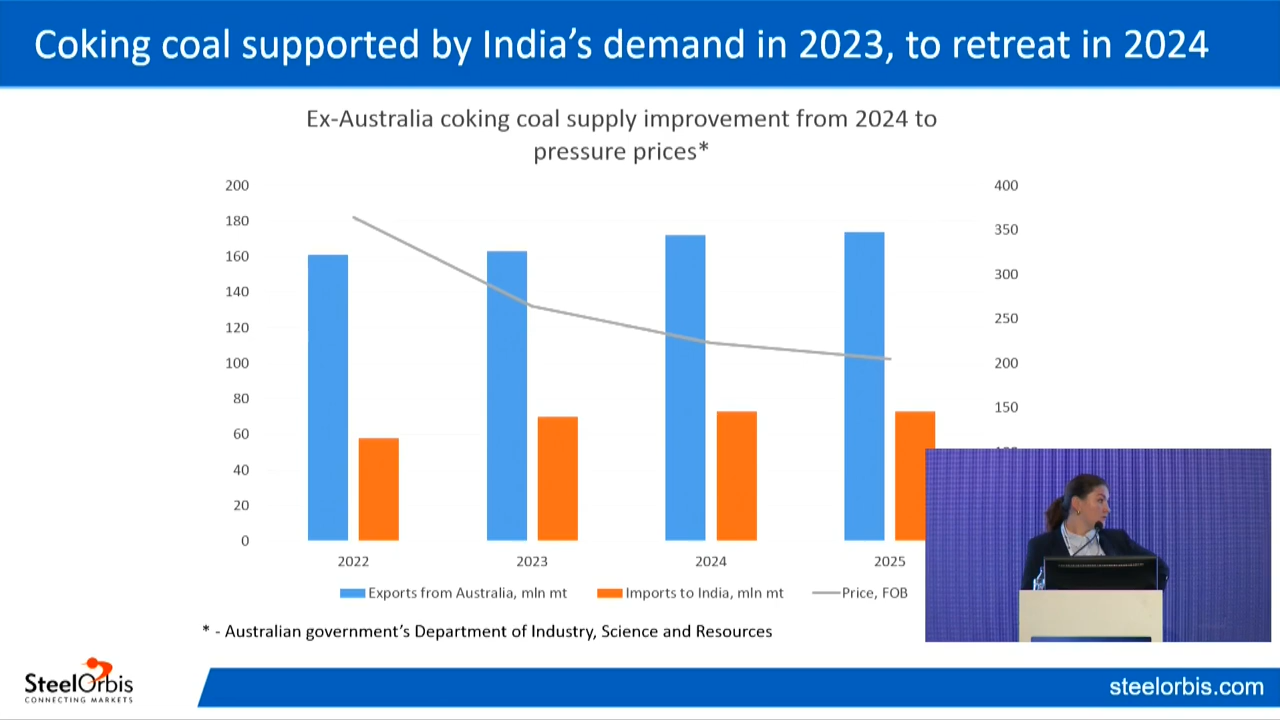 Coking coal supported by India's demand in 2023, to retreat in 2024
Ex-Australia coking coal supply improvement from 2024 to
pressure prices*
200
180
160
140
120
100
80
60
40
20
0
400
350
300
250
200
150
2022
2023
2024
2025
Exports from Australia, mln mt
Imports to India, mln mt
Price, FOB
* - Australian government's Department of Industry, Science and Resources
SteelOrbis
CONNECTING MARKETS
steelorbis.com